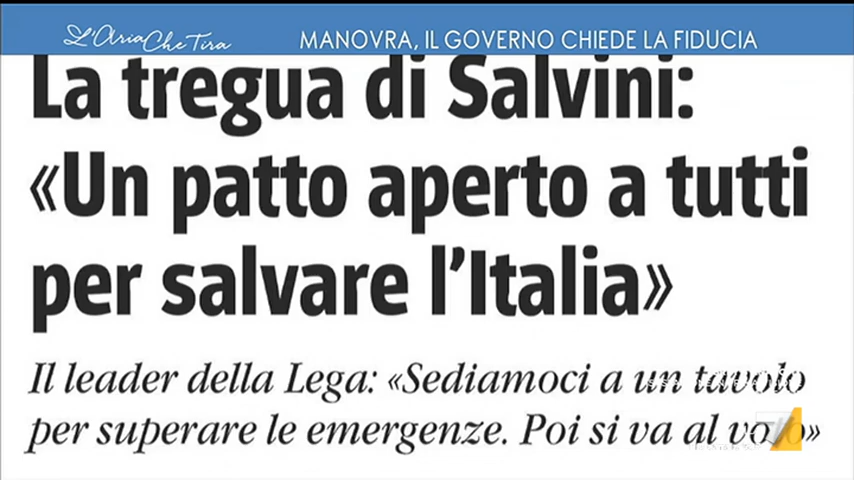 L'Aria Che Tira
MANOVRA, IL GOVERNO CHIEDE LA FIDUCIA
La tregua di Salvini:
«Un patto aperto a tutti
per salvare l'Italia»
Il leader della Lega: «Sediamoci a un tavolo
per superare le emergenze. Poi si va al voto»